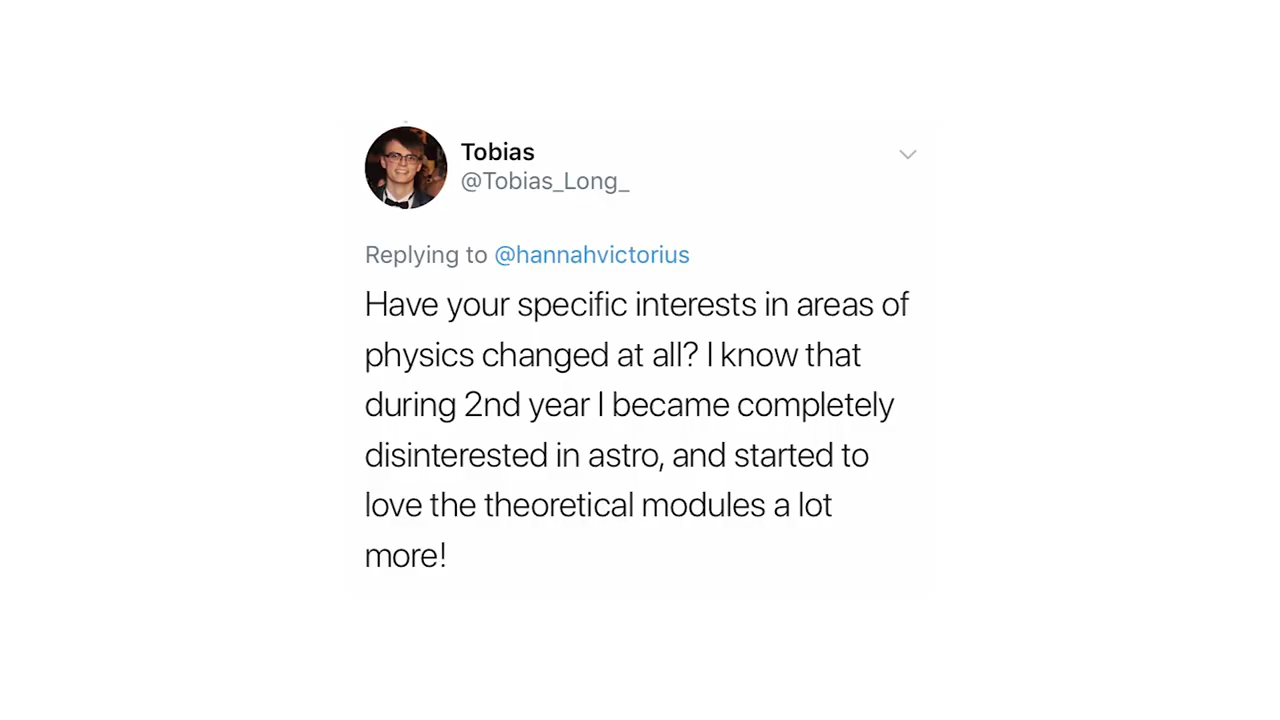 Tobias
@Tobias_Long_
Replying to @hannahvictorius
Have your specific interests in areas of
physics changed at all? I know that
during 2nd year I became completely
disinterested in astro, and started to
love the theoretical modules a lot
more!